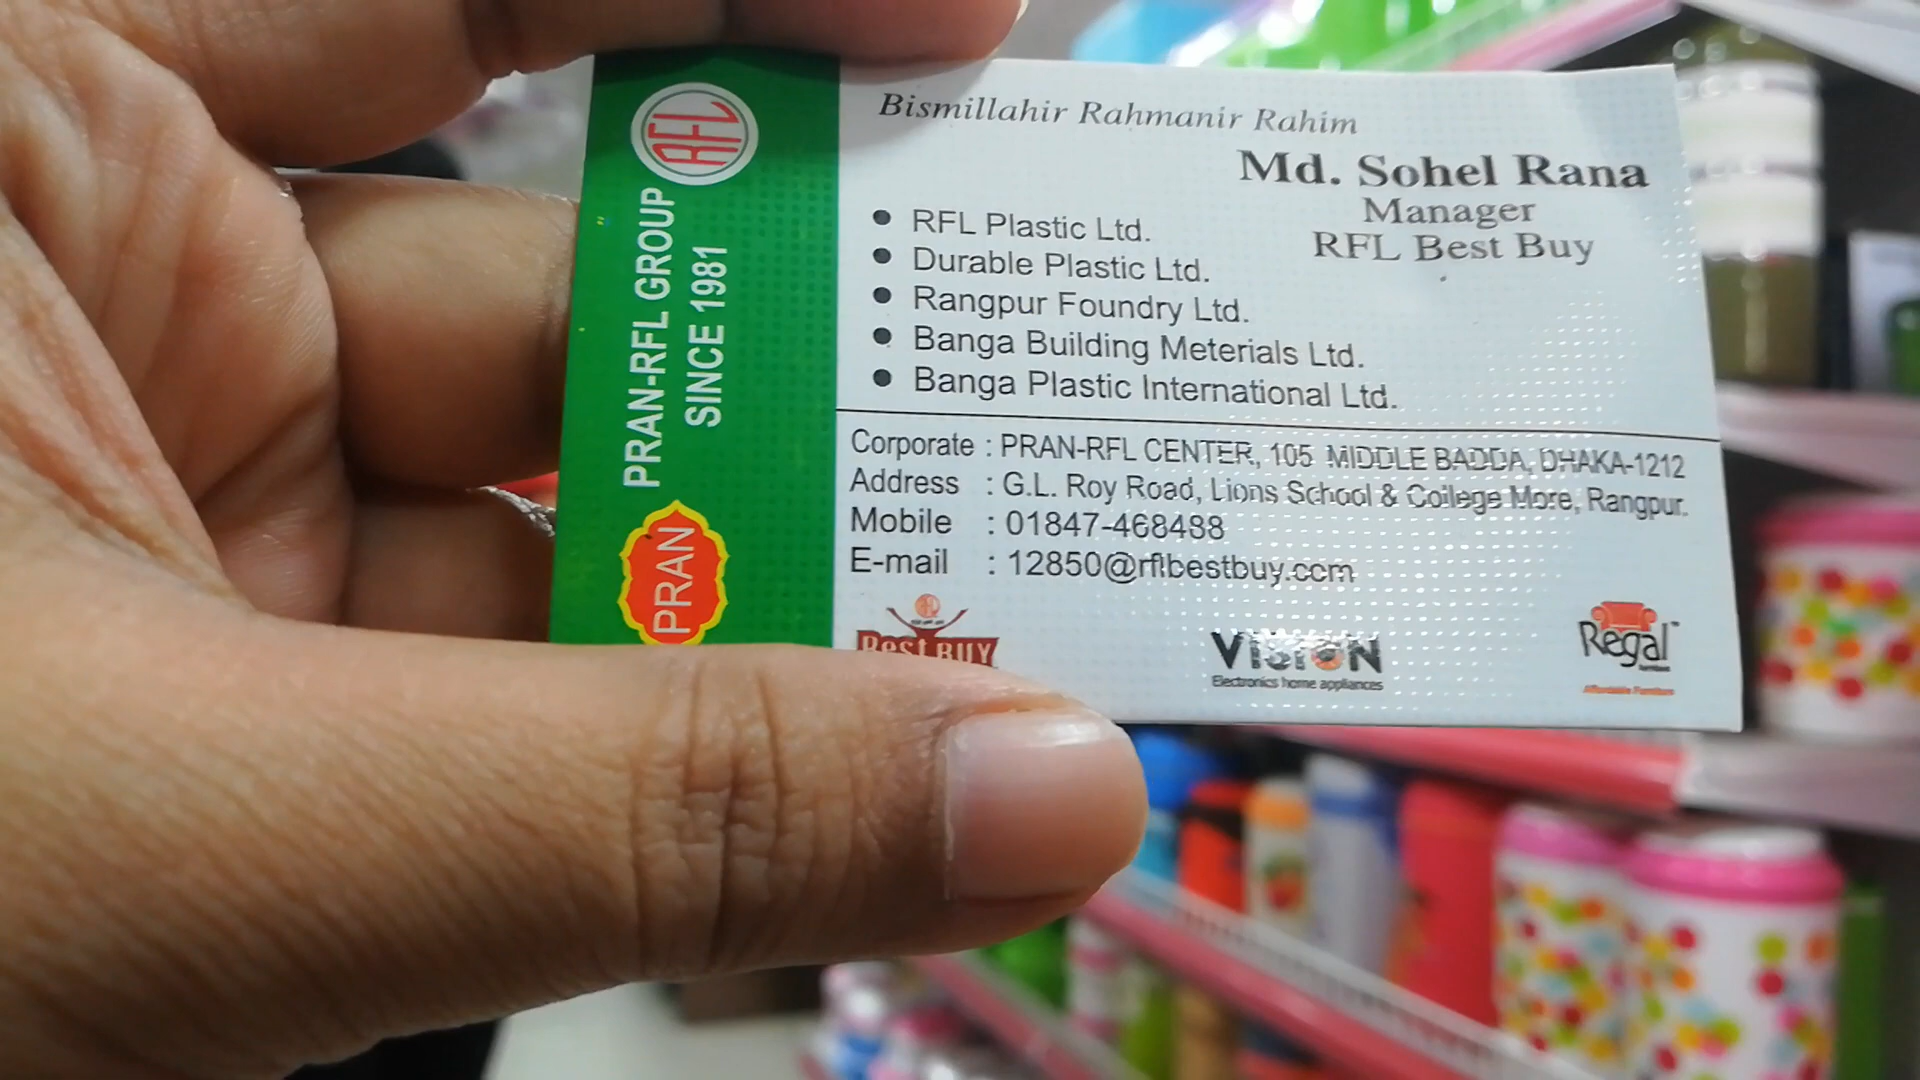 RFL
PRAN-RFL GROUP
SINCE 1981
PRAN
Bismillahir Rahmanir Rahim
Md. Sohel Rana
Manager
RFL Best Buy
● RFL Plastic Ltd.
● Durable Plastic Ltd.
● Rangpur Foundry Ltd.
● Banga Building Meterials Ltd.
● Banga Plastic International Ltd.
Corporate : PRAN-RFL CENTER, 105 MIDDLE BADDA, DHAKA-1212
Address : G.L. Roy Road, Lions School & College More, Rangpur.
Mobile : 01847-468488
E-mail : 12850@rflbestbuy.com
Best BUY
VISION
Electronics home appliances
Regal
furniture
Affordable Furniture